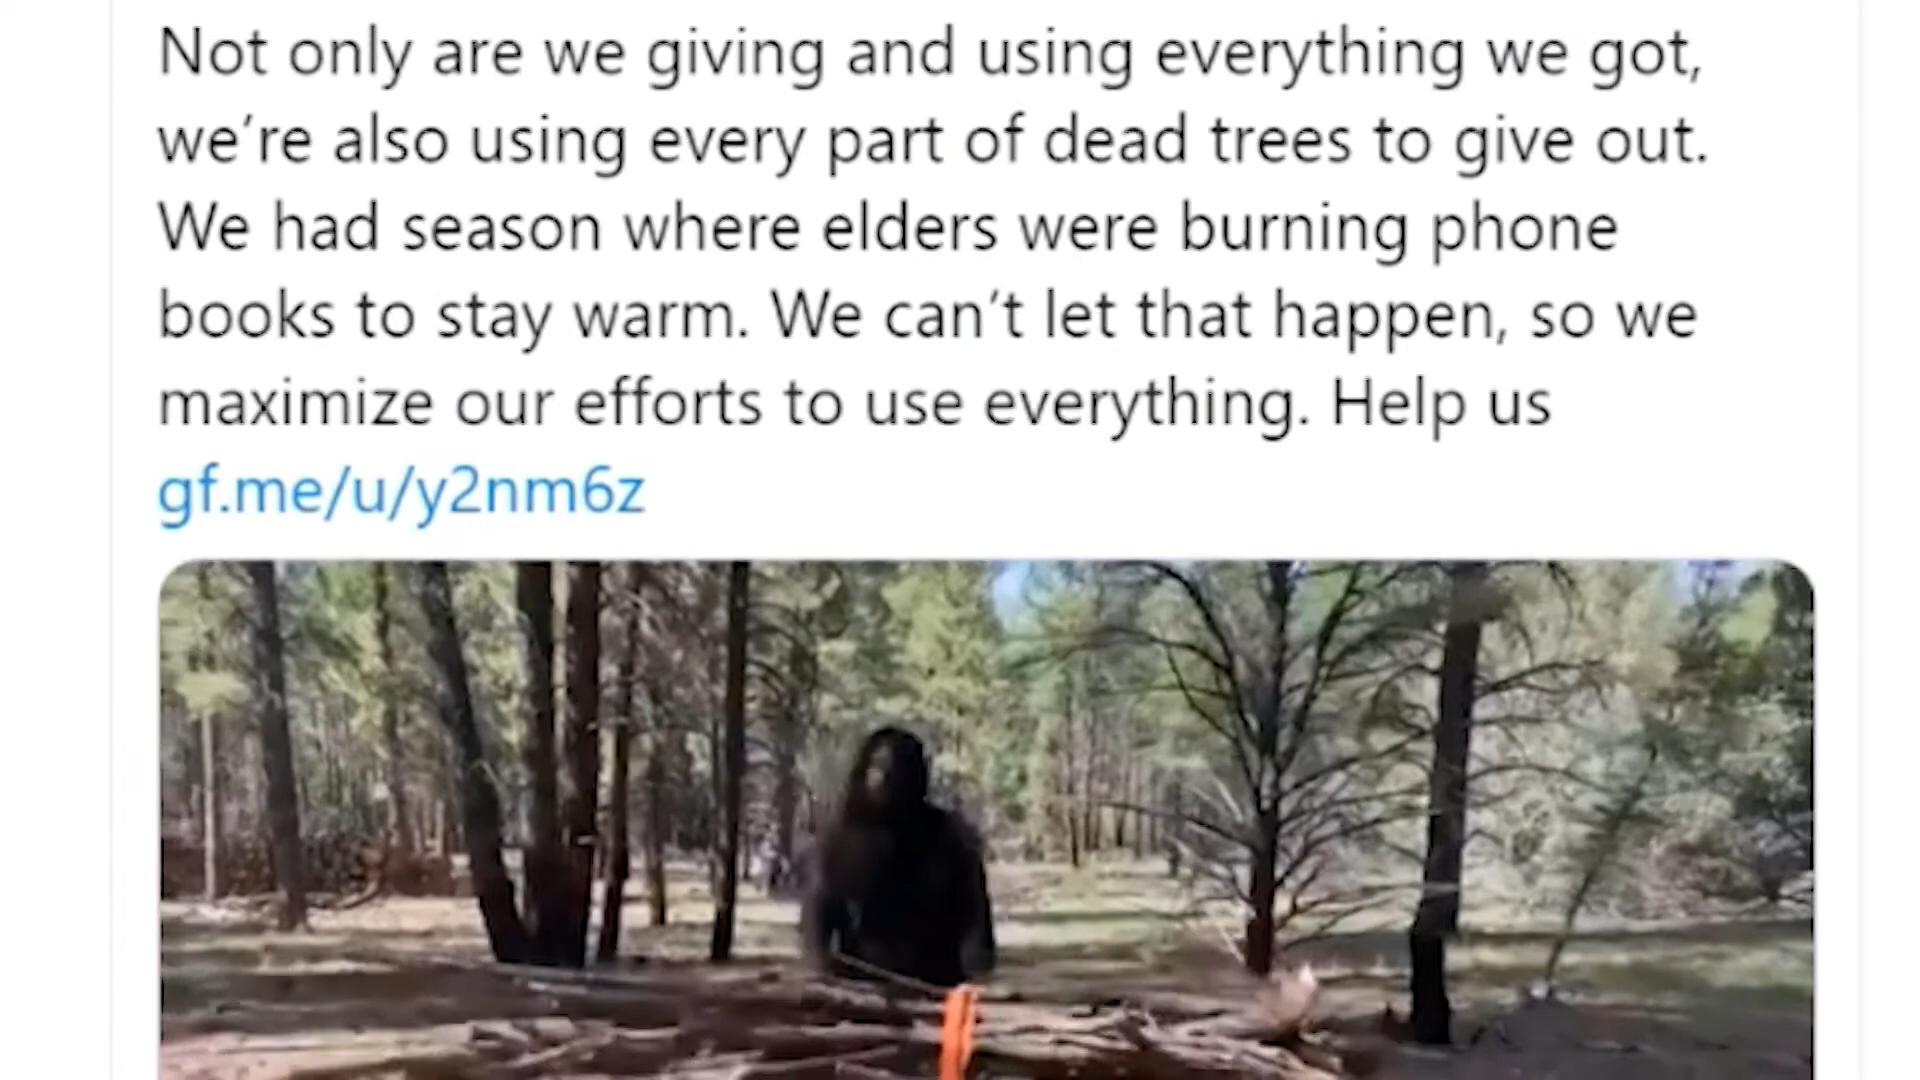 Not only are we giving and using everything we got,
we’re also using every part of dead trees to give out.
We had season where elders were burning phone
books to stay warm. We can’t let that happen, so we
maximize our efforts to use everything. Help us
gf.me/u/y2nm6z